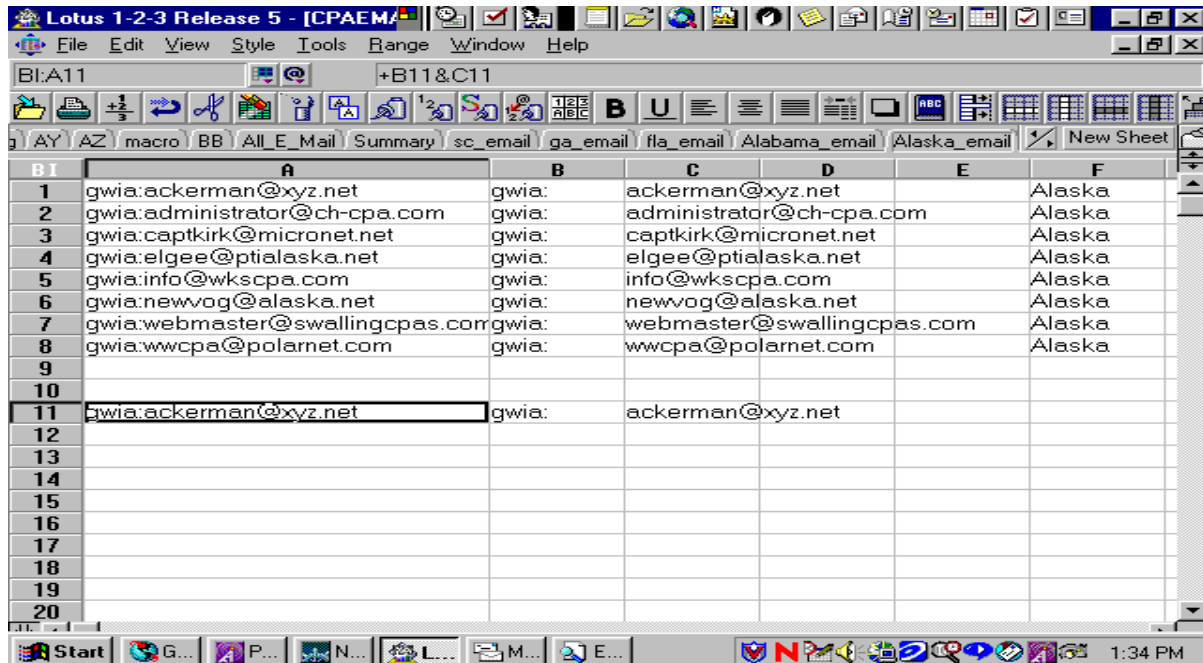 Lotus 1-2-3 Release 5 - [CPAEMA
File Edit View Style Tools Range Window Help
BI:A11 @ +B11&C11
B U ABC
AY AZ macro BB All_E_Mail Summary sc_email ga_email fla_email Alabama_email Alaska_email New Sheet
BI A B C D E F
1 gwia:ackerman@xyz.net gwia: ackerman@xyz.net Alaska
2 gwia:administrator@ch-cpa.com gwia: administrator@ch-cpa.com Alaska
3 gwia:captkirk@micronet.net gwia: captkirk@micronet.net Alaska
4 gwia:elgee@ptialaska.net gwia: elgee@ptialaska.net Alaska
5 gwia:info@wkscpa.com gwia: info@wkscpa.com Alaska
6 gwia:newvog@alaska.net gwia: newvog@alaska.net Alaska
7 gwia:webmaster@swallingcpas.com gwia: webmaster@swallingcpas.com Alaska
8 gwia:wwcpa@polarnet.com gwia: wwcpa@polarnet.com Alaska
9
10
11 gwia:ackerman@xyz.net gwia: ackerman@xyz.net
12
13
14
15
16
17
18
19
20
Start G... P... N... L... M... E... 1:34 PM